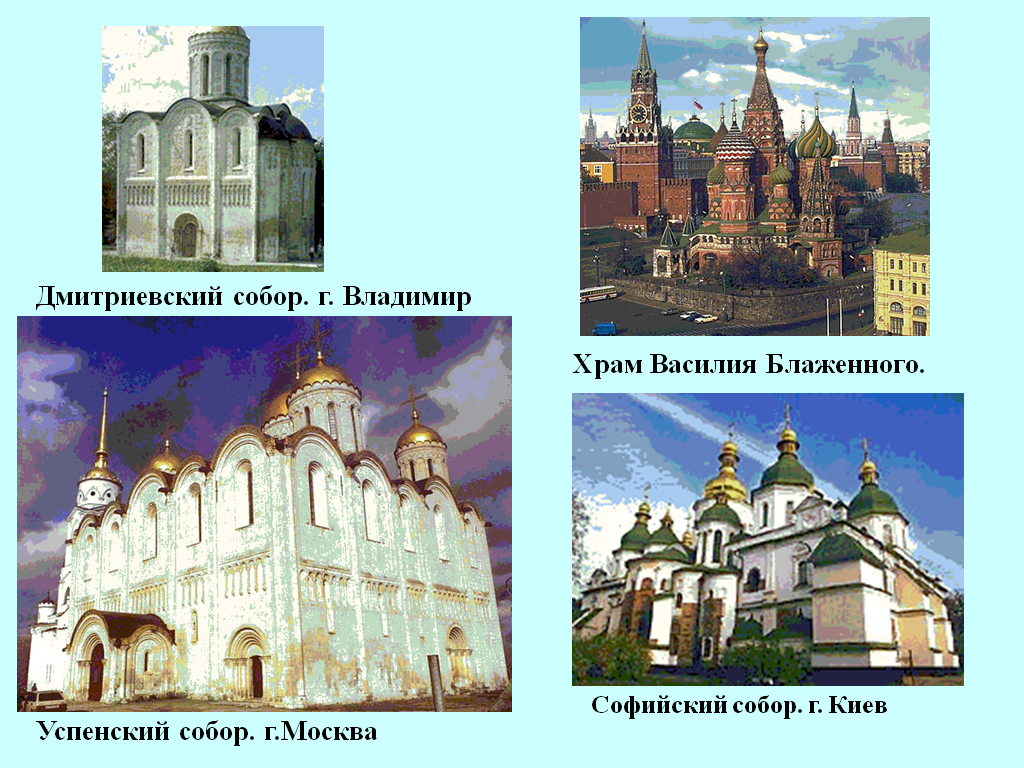 Дмитриевский собор. г. Владимир
Храм Василия Блаженного.
Успенский собор. г.Москва
Софийский собор. г. Киев